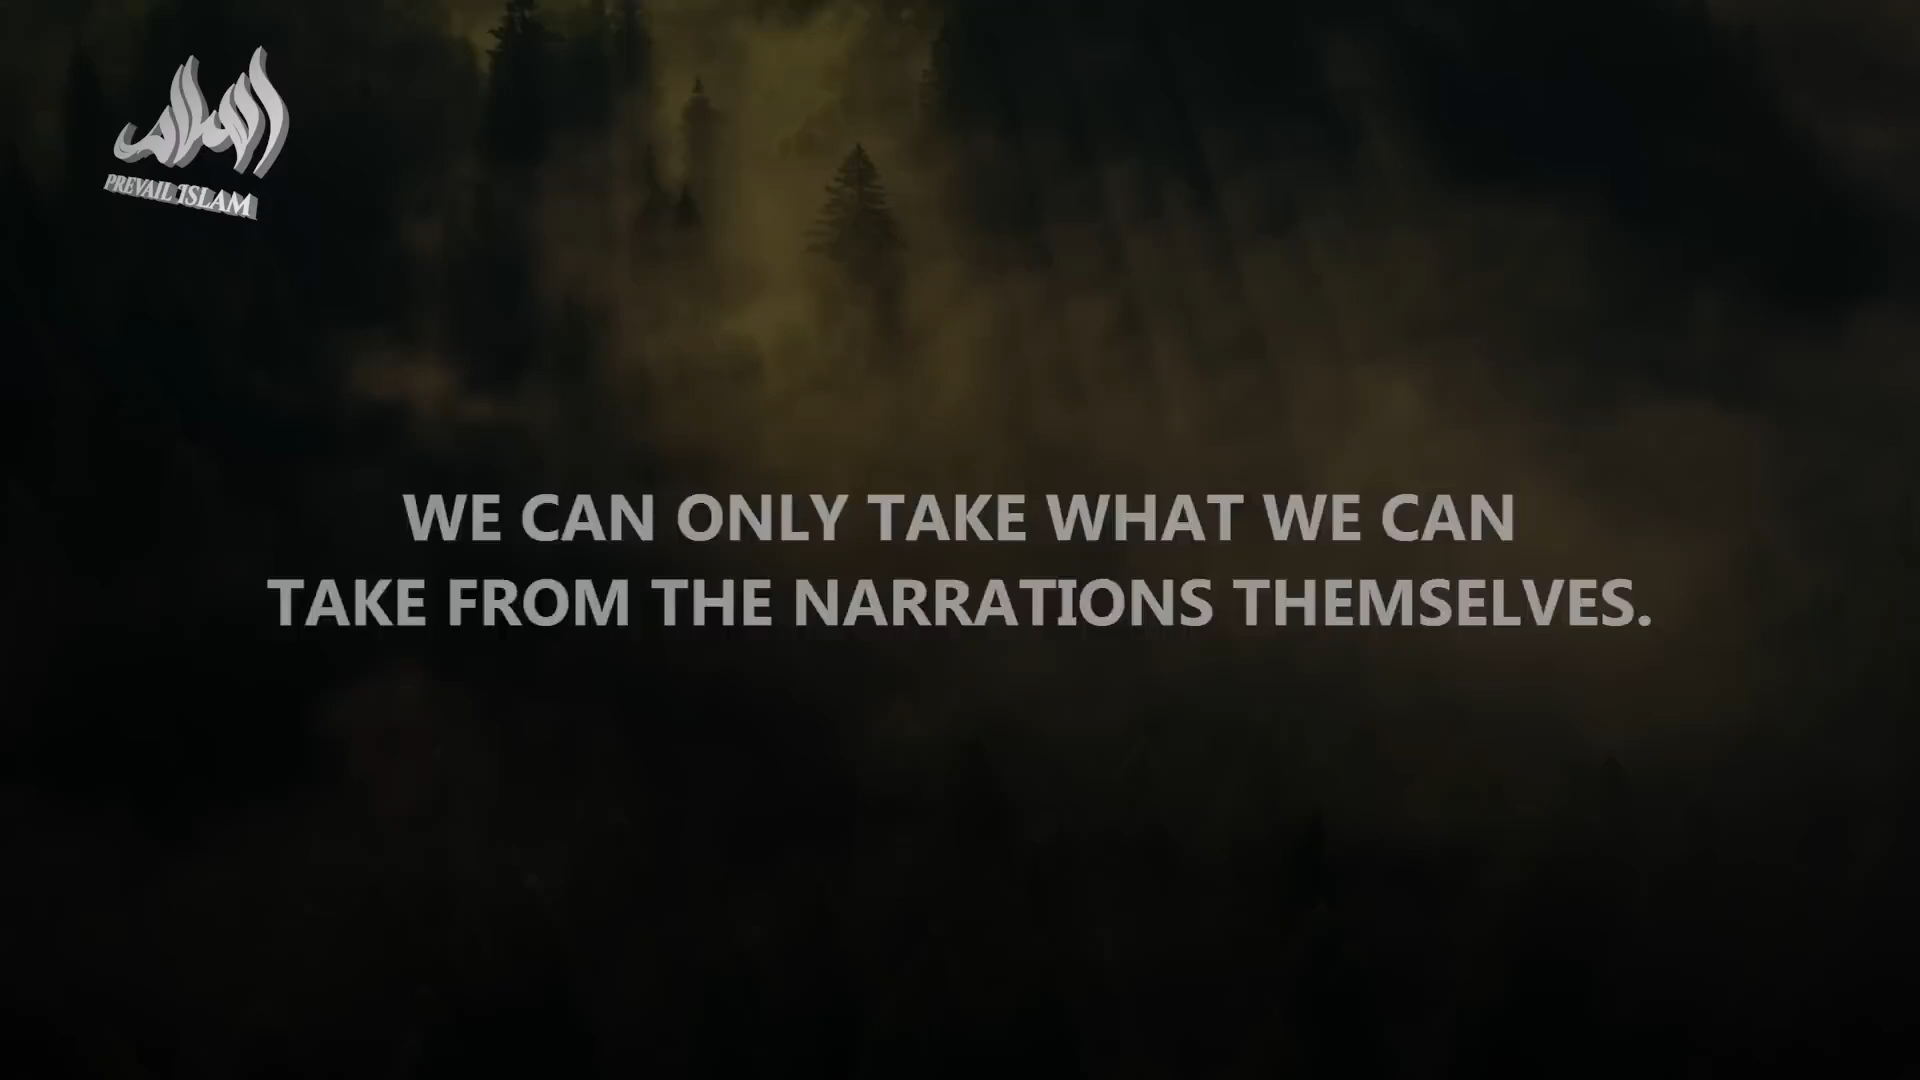 PREVAIL ISLAM
WE CAN ONLY TAKE WHAT WE CAN
TAKE FROM THE NARRATIONS THEMSELVES.